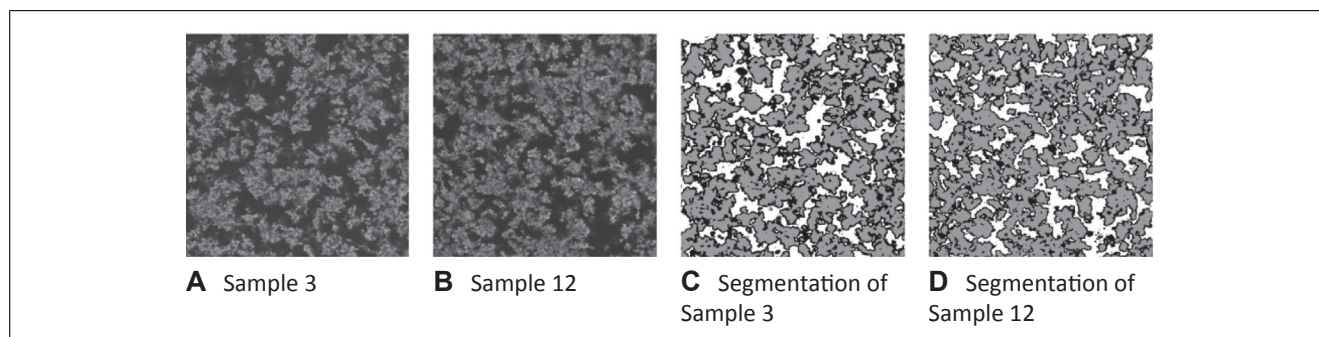 A Sample 3
B Sample 12
C Segmentation of
Sample 3
D Segmentation of
Sample 12